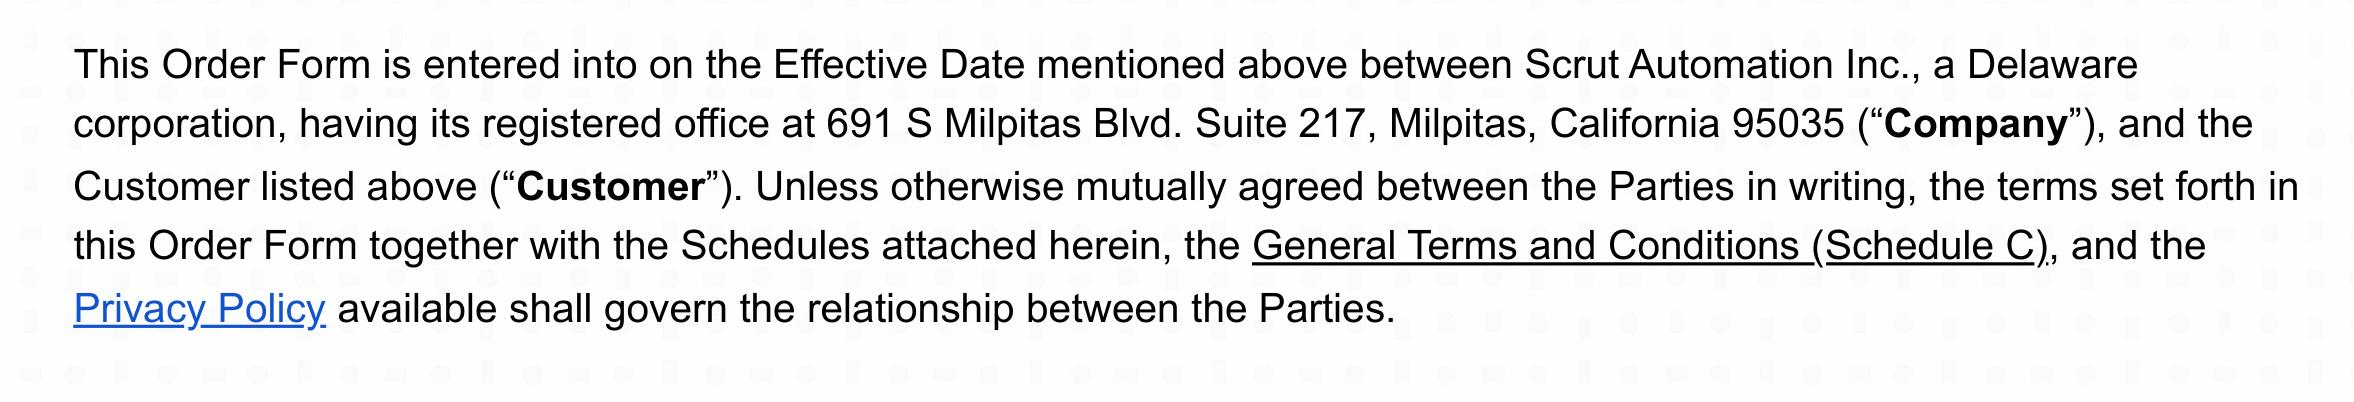 This Order Form is entered into on the Effective Date mentioned above between Scrut Automation Inc., a Delaware
corporation, having its registered office at 691 S Milpitas Blvd. Suite 217, Milpitas, California 95035 (“Company”), and the
Customer listed above (“Customer”). Unless otherwise mutually agreed between the Parties in writing, the terms set forth in
this Order Form together with the Schedules attached herein, the General Terms and Conditions (Schedule C), and the
Privacy Policy available shall govern the relationship between the Parties.